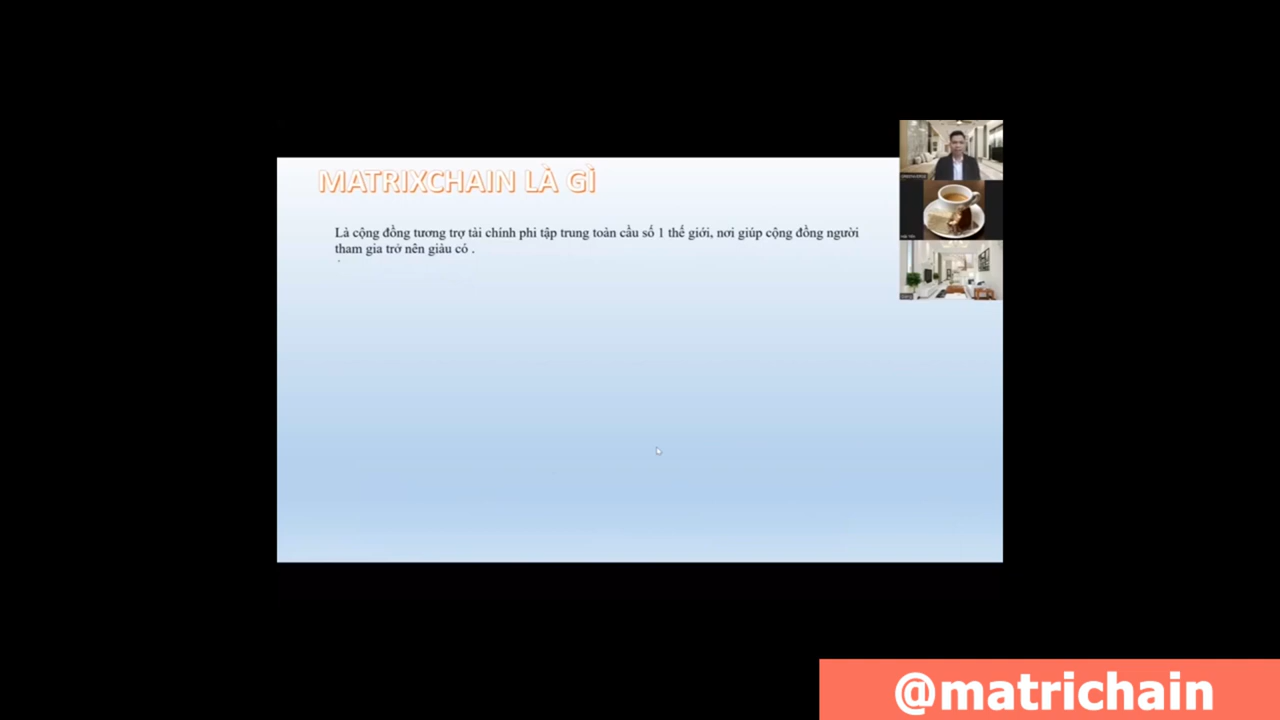 MATRIXCHAIN LÀ GÌ
Là cộng đồng tương trợ tài chính phi tập trung toàn cầu số 1 thế giới, nơi giúp cộng đồng người
tham gia trở nên giàu có .
@matrichain